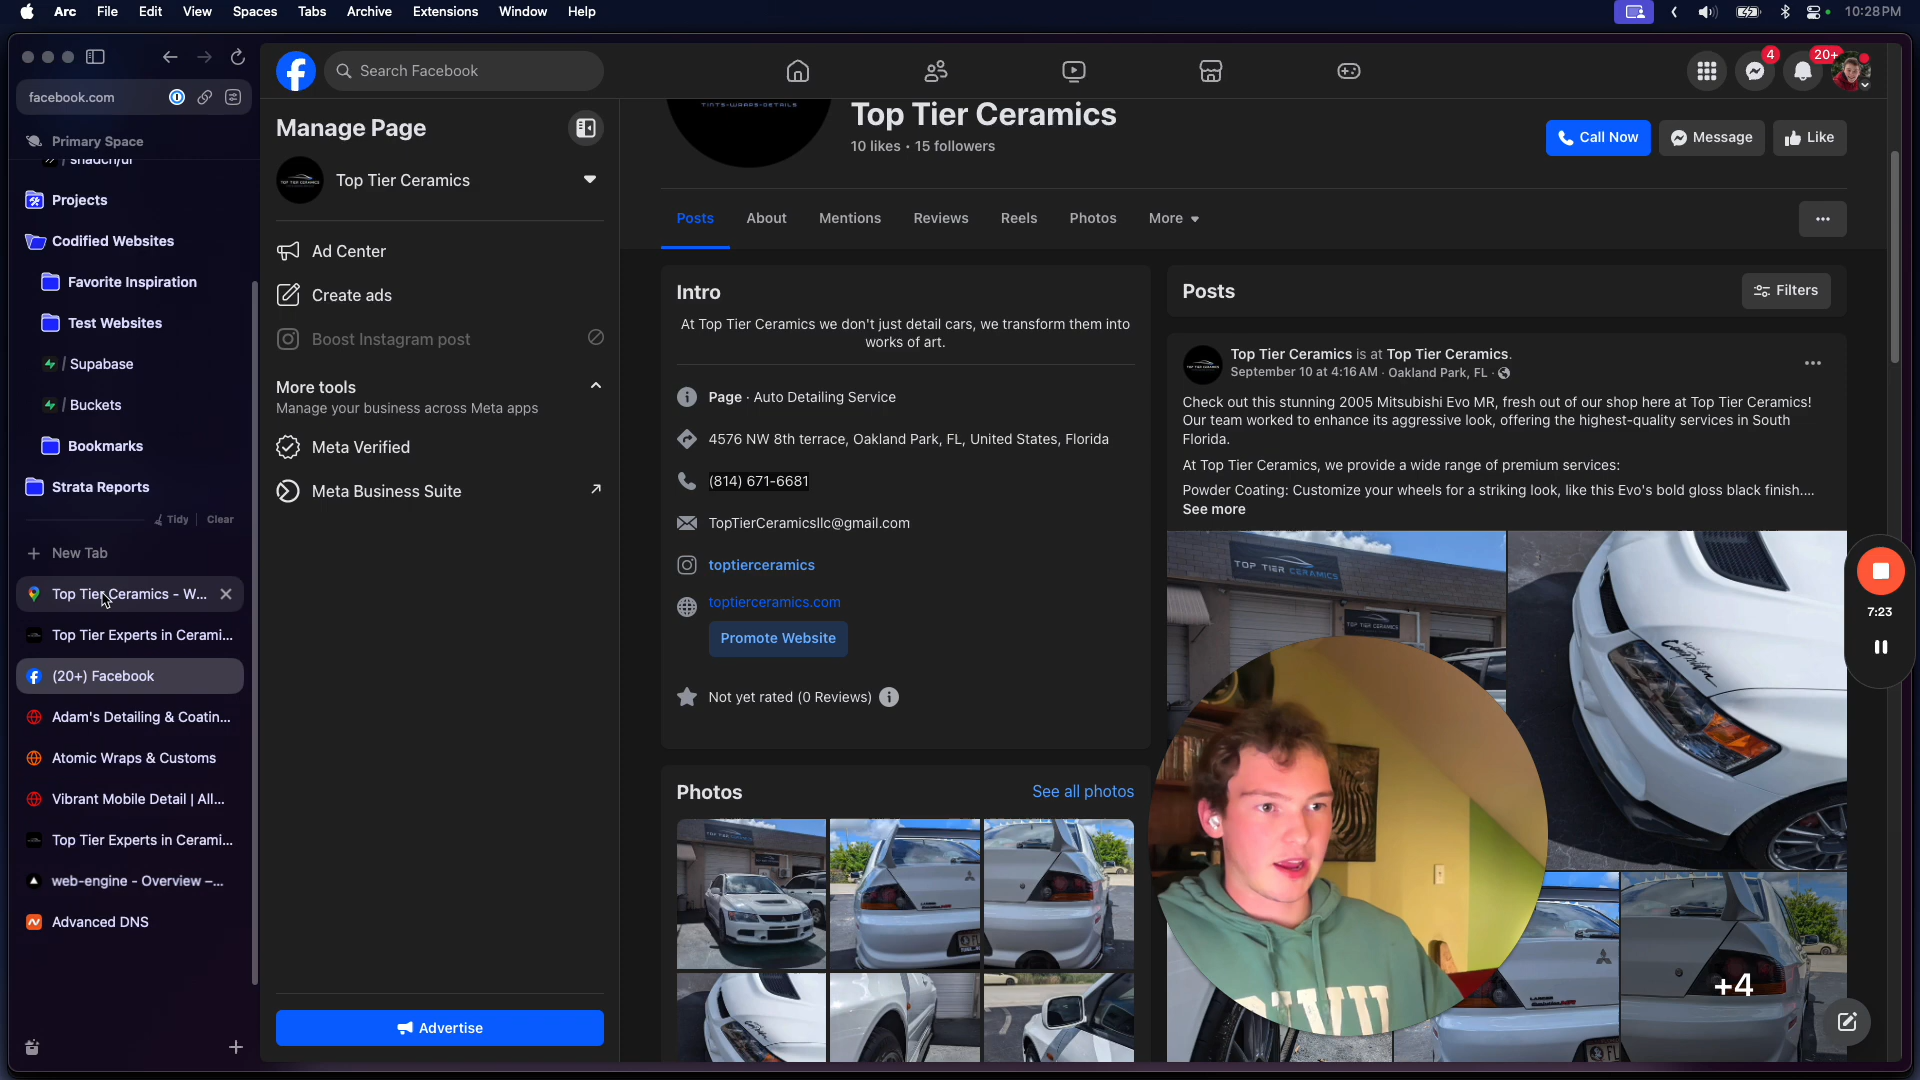 Arc File Edit View Spaces Tabs Archive Extensions Window Help
10:28PM
facebook.com
Search Facebook
4
20+
Primary Space
/ shadcn/ui
Projects
Codified Websites
Favorite Inspiration
Test Websites
/ Supabase
/ Buckets
Bookmarks
Strata Reports
Tidy Clear
New Tab
Top Tier Ceramics - W...
Top Tier Experts in Cerami...
(20+) Facebook
Adam's Detailing & Coatin...
Atomic Wraps & Customs
Vibrant Mobile Detail | All...
Top Tier Experts in Cerami...
web-engine - Overview –...
Advanced DNS
Manage Page
Top Tier Ceramics
Ad Center
Create ads
Boost Instagram post
More tools
Manage your business across Meta apps
Meta Verified
Meta Business Suite
Advertise
TINTS-WRAPS-DETAILS
Top Tier Ceramics
10 likes • 15 followers
Call Now
Message
Like
Posts About Mentions Reviews Reels Photos More
Intro
At Top Tier Ceramics we don't just detail cars, we transform them into
works of art.
Page · Auto Detailing Service
4576 NW 8th terrace, Oakland Park, FL, United States, Florida
(814) 671-6681
TopTierCeramicsllc@gmail.com
toptierceramics
toptierceramics.com
Promote Website
Not yet rated (0 Reviews)
Photos
See all photos
Posts
Filters
Top Tier Ceramics is at Top Tier Ceramics.
September 10 at 4:16 AM · Oakland Park, FL ·
Check out this stunning 2005 Mitsubishi Evo MR, fresh out of our shop here at Top Tier Ceramics!
Our team worked to enhance its aggressive look, offering the highest-quality services in South
Florida.
At Top Tier Ceramics, we provide a wide range of premium services:
Powder Coating: Customize your wheels for a striking look, like this Evo's bold gloss black finish....
See more
TOP TIER CERAMICS
TOP TIER CERAMICS
+4
7:23